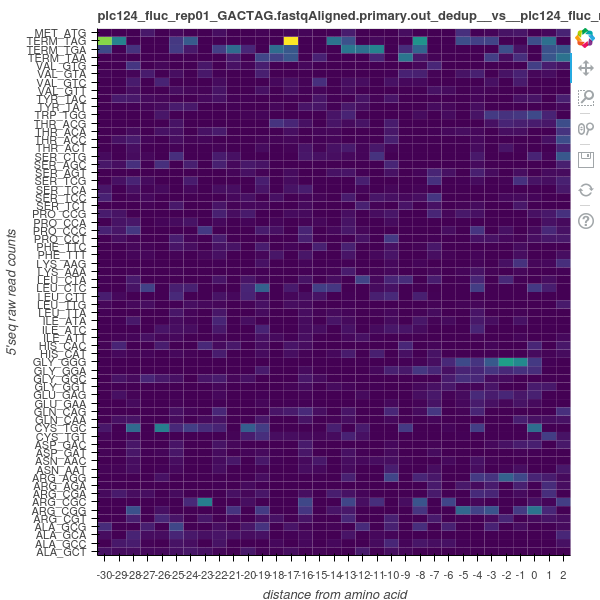 plc124_fluc_rep01_GACTAG.fastqAligned.primary.out_dedup__vs__plc124_fluc_r
MET_ATG
TERM_TAG
TERM_TGA
TERM_TAA
VAL_GTG
VAL_GTA
VAL_GTC
VAL_GTT
TYR_TAC
TYR_TAT
TRP_TGG
THR_ACG
THR_ACA
THR_ACC
THR_ACT
SER_CTG
SER_AGC
SER_AGT
SER_TCG
SER_TCA
SER_TCC
SER_TCT
PRO_CCG
PRO_CCA
PRO_CCC
PRO_CCT
PHE_TTC
PHE_TTT
LYS_AAG
LYS_AAA
LEU_CTA
LEU_CTC
LEU_CTT
LEU_TTG
LEU_TTA
ILE_ATA
ILE_ATC
ILE_ATT
HIS_CAC
HIS_CAT
GLY_GGG
GLY_GGA
GLY_GGC
GLY_GGT
GLU_GAG
GLU_GAA
GLN_CAG
GLN_CAA
CYS_TGC
CYS_TGT
ASP_GAC
ASP_GAT
ASN_AAC
ASN_AAT
ARG_AGG
ARG_AGA
ARG_CGA
ARG_CGC
ARG_CGG
ARG_CGT
ALA_GCG
ALA_GCA
ALA_GCC
ALA_GCT
5'seq raw read counts
-30-29-28-27-26-25-24-23-22-21-20-19-18-17-16-15-14-13-12-11-10-9 -8 -7 -6 -5 -4 -3 -2 -1 0 1 2
distance from amino acid